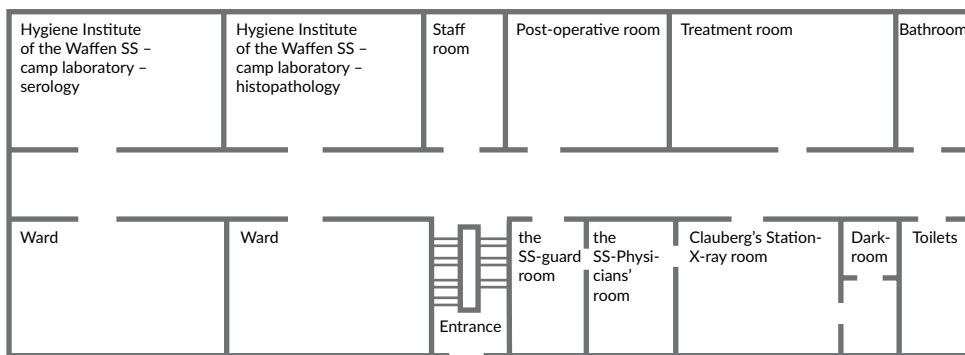 Hygiene Institute
of the Waffen SS –
camp laboratory –
serology
Hygiene Institute
of the Waffen SS –
camp laboratory –
histopathology
Staff
room
Post-operative room
Treatment room
Bathroom
Ward
Ward
Entrance
the
SS-guard
room
the
SS-Physi-
cians'
room
Clauberg's Station-
X-ray room
Dark-
room
Toilets